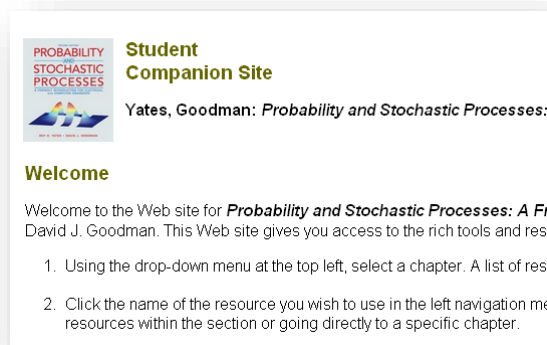 PROBABILITY
AND
STOCHASTIC
PROCESSES
Student
Companion Site
Yates, Goodman: Probability and Stochastic Processes:
Welcome
Welcome to the Web site for Probability and Stochastic Processes: A Fr
David J. Goodman. This Web site gives you access to the rich tools and res
1. Using the drop-down menu at the top left, select a chapter. A list of res
2. Click the name of the resource you wish to use in the left navigation me
resources within the section or going directly to a specific chapter.